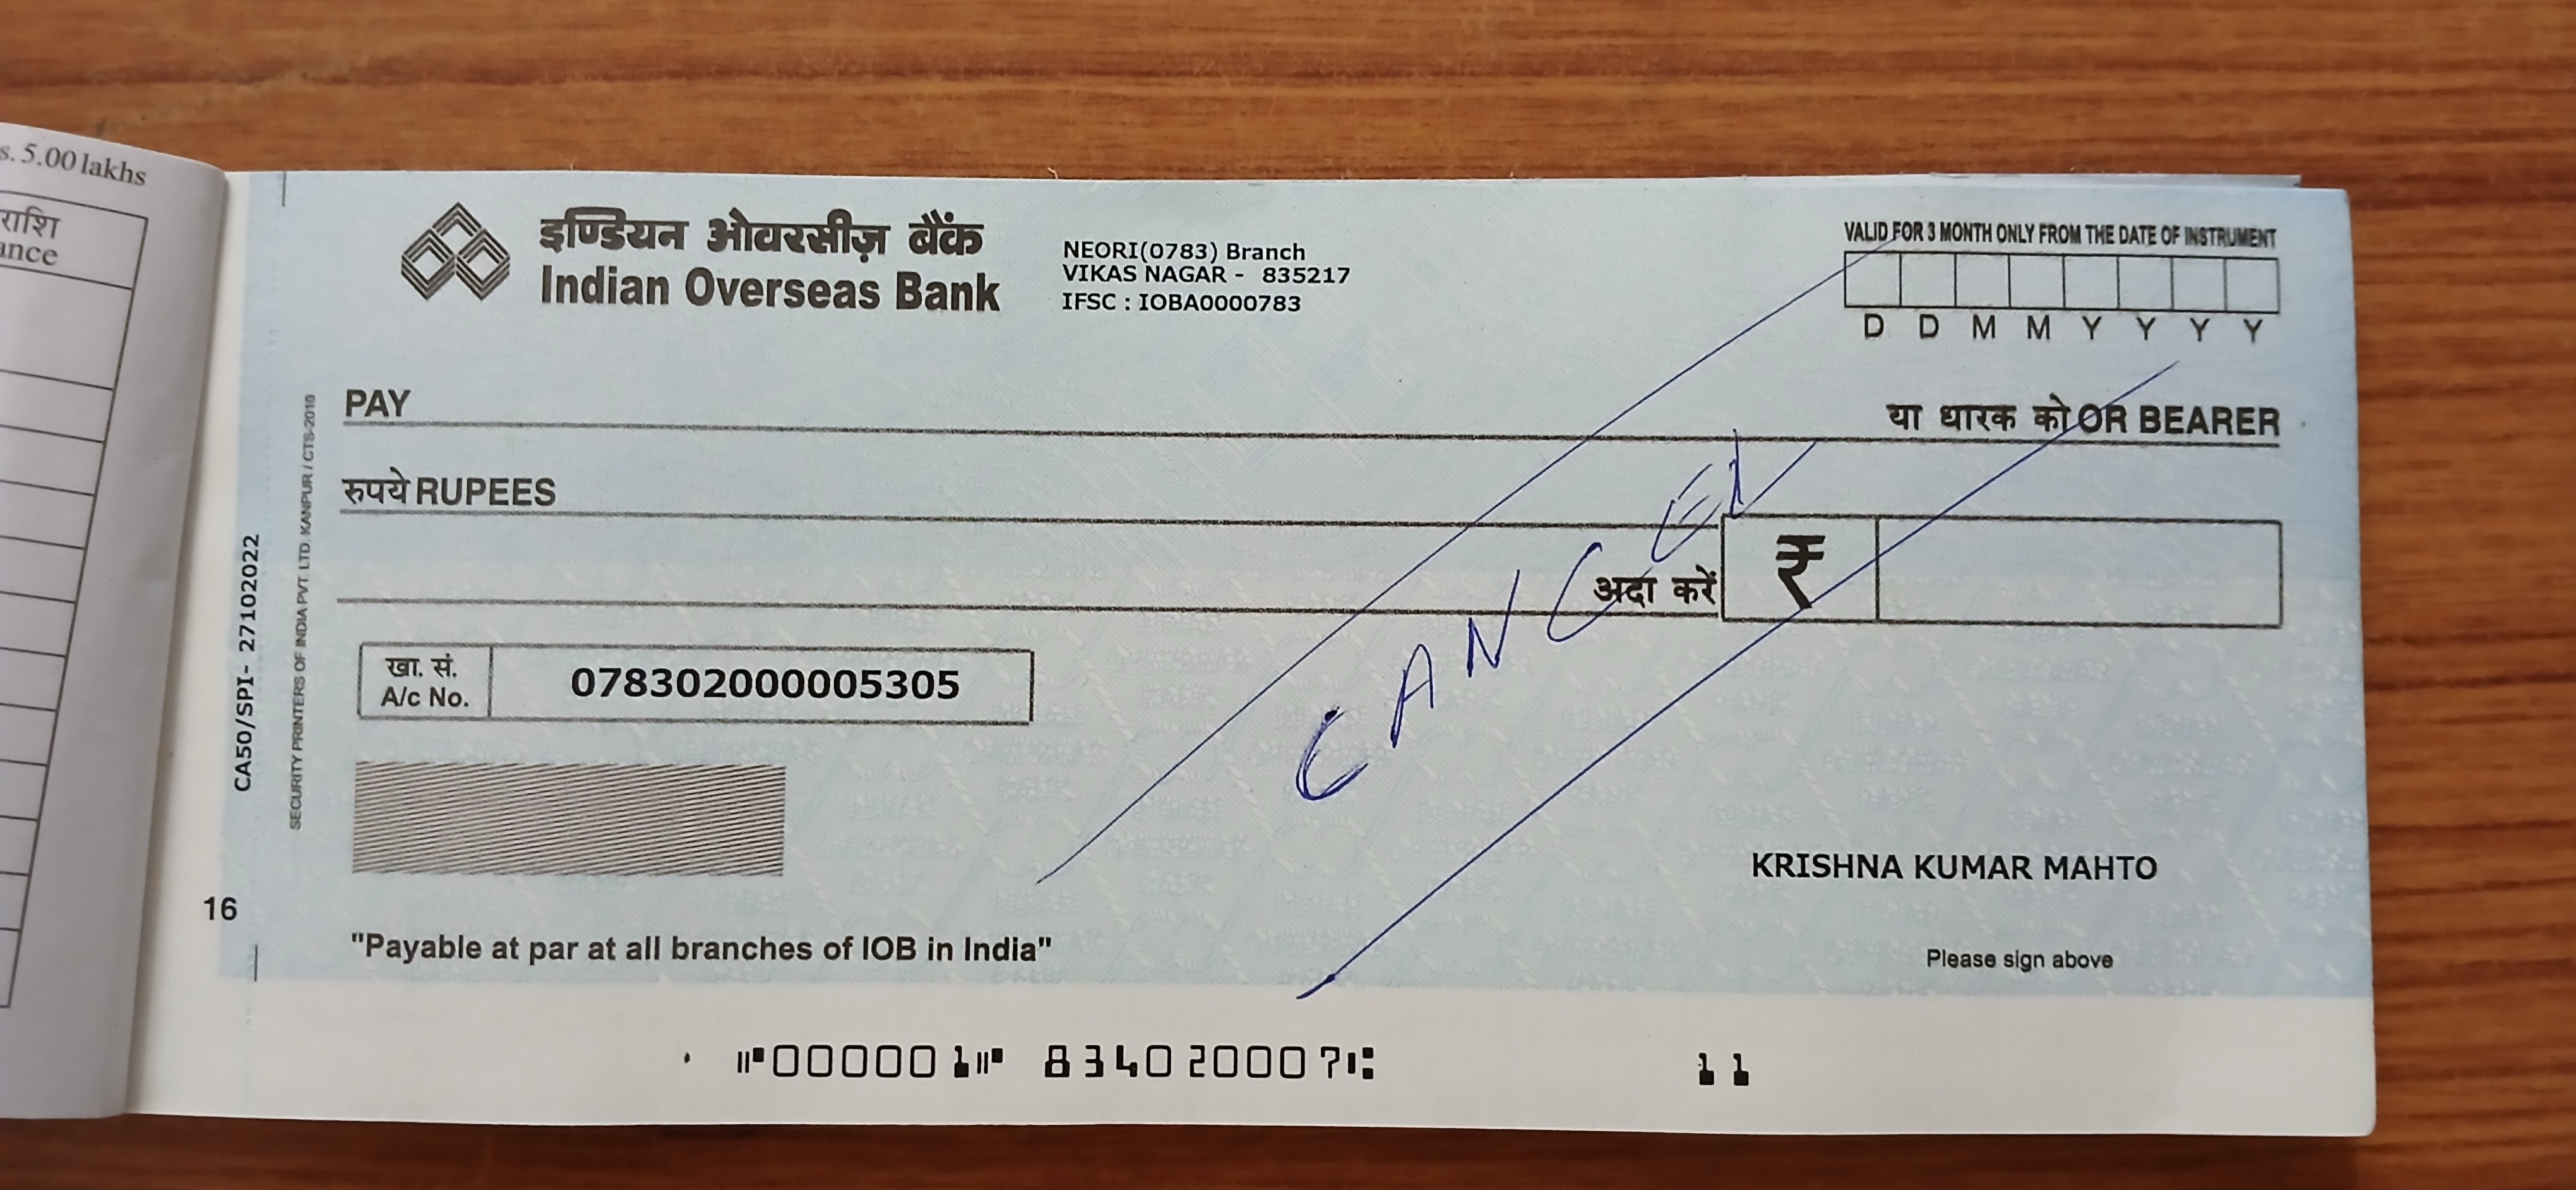 s. 5.00 lakhs
राशि
ance
इण्डियन ओवरसीज़ बैंक
Indian Overseas Bank
NEORI(0783) Branch
VIKAS NAGAR - 835217
IFSC : IOBA0000783
VALID FOR 3 MONTH ONLY FROM THE DATE OF INSTRUMENT
D D M M Y Y Y Y
PAY
या धारक को OR BEARER
रुपये RUPEES
CANCEL
अदा करें
₹
खा. सं.
A/c No.
078302000005305
CA50/SPI- 27102022
SECURITY PRINTERS OF INDIA PVT. LTD. KANPUR / CTS-2010
KRISHNA KUMAR MAHTO
16
"Payable at par at all branches of IOB in India"
Please sign above
⑈000001⑈ 834020007⑆ 11